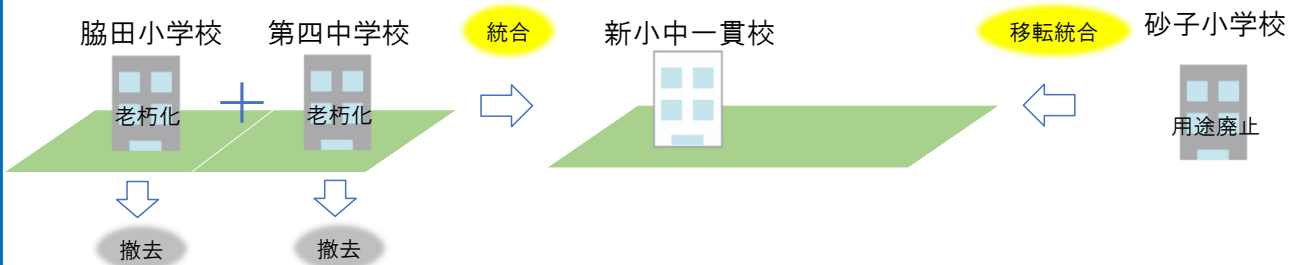 脇田小学校
第四中学校
統合
新小中一貫校
移転統合
砂子小学校
老朽化
老朽化
用途廃止
撤去
撤去